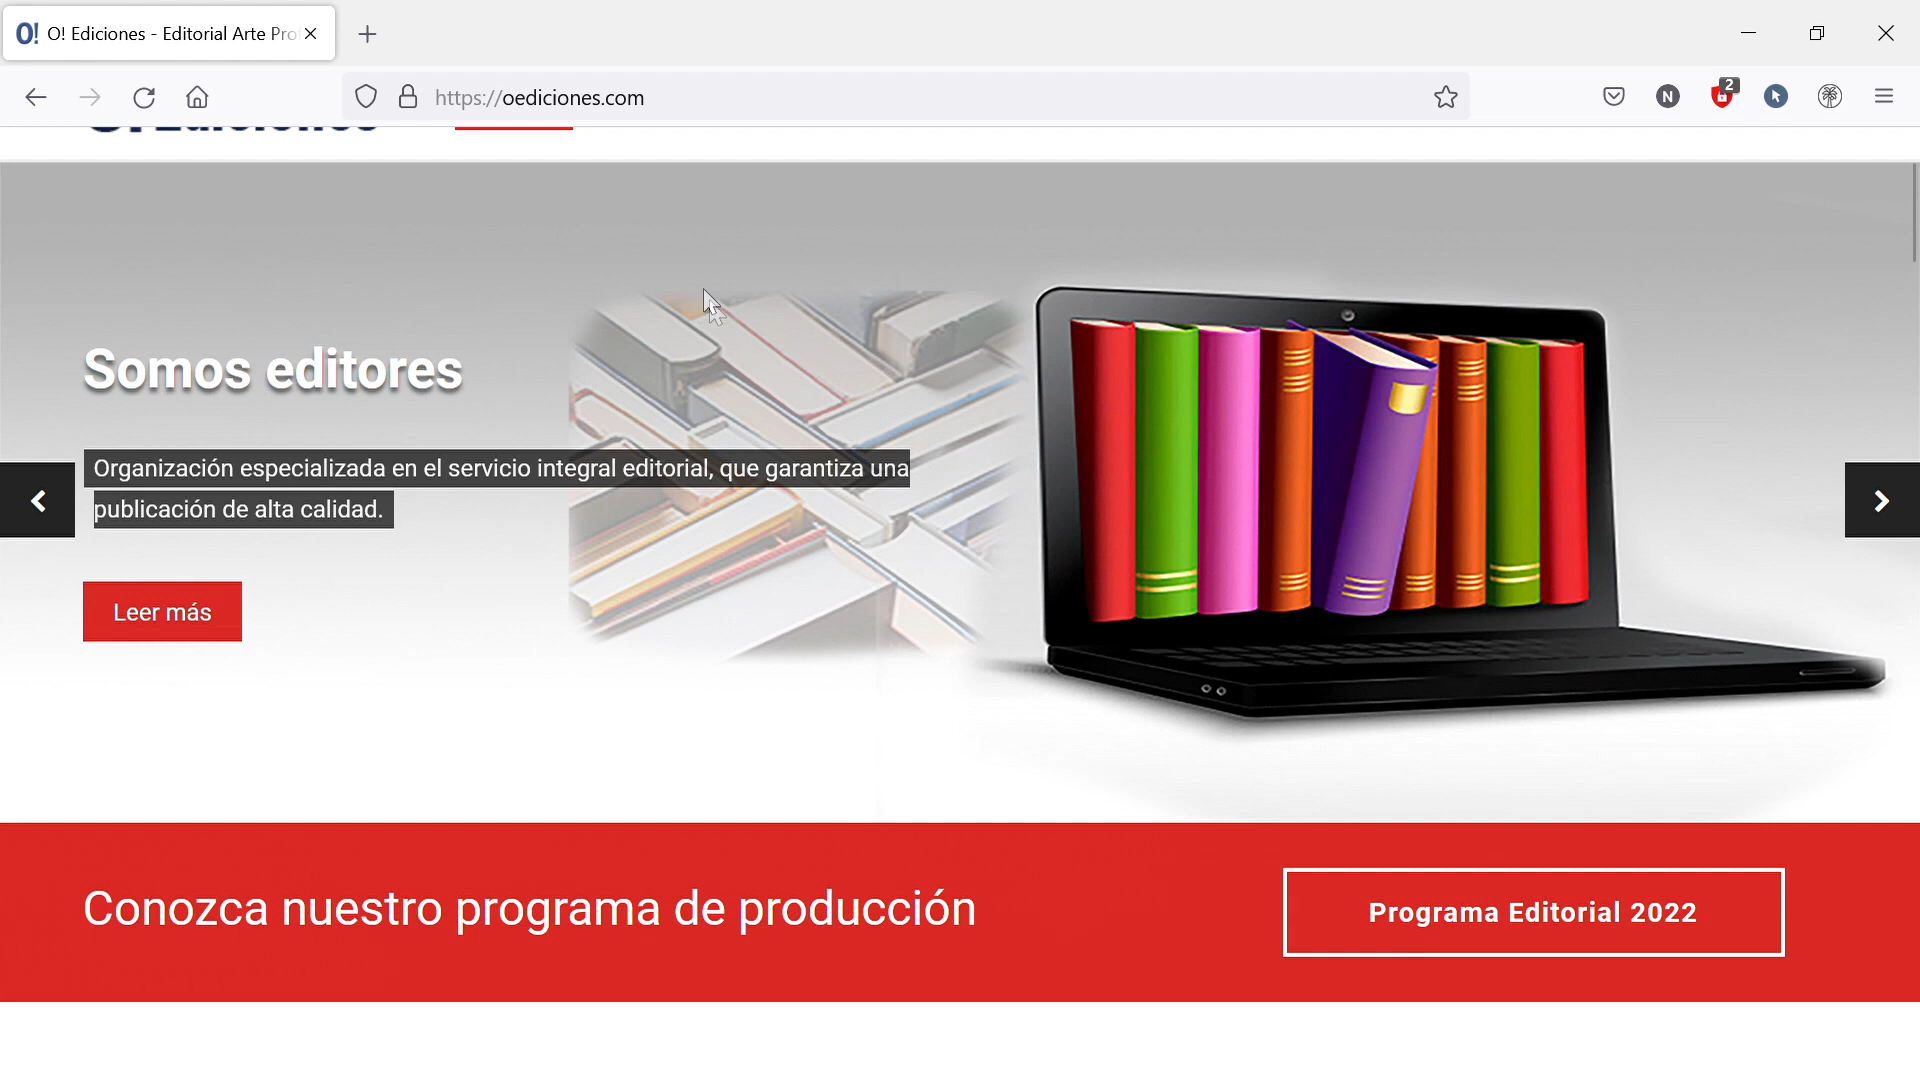 O! Ediciones - Editorial Arte Pro
https://oediciones.com
N
2
Somos editores
Organización especializada en el servicio integral editorial, que garantiza una
publicación de alta calidad.
Leer más
Conozca nuestro programa de producción
Programa Editorial 2022